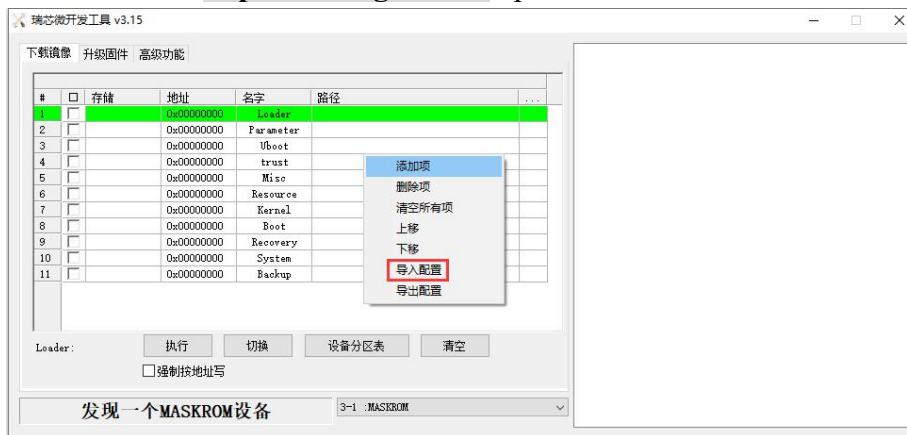 瑞芯微开发工具 v3.15
下载镜像 升级固件 高级功能
# 存储 地址 名字 路径 ...
1 0x00000000 Loader
2 0x00000000 Parameter
3 0x00000000 Uboot
4 0x00000000 trust
5 0x00000000 Misc
6 0x00000000 Resource
7 0x00000000 Kernel
8 0x00000000 Boot
9 0x00000000 Recovery
10 0x00000000 System
11 0x00000000 Backup
添加项
删除项
清空所有项
上移
下移
导入配置
导出配置
Loader: 执行 切换 设备分区表 清空
强制按地址写
发现一个MASKROM设备 3-1 :MASKROM